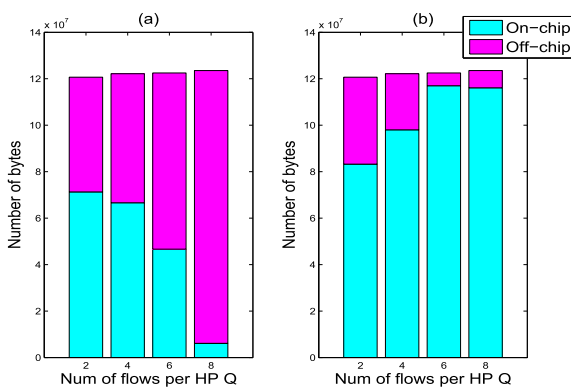 (a)
x 10^7
14
12
10
8
6
4
2
0
Number of bytes
2 4 6 8
Num of flows per HP Q
(b)
x 10^7
14
12
10
8
6
4
2
0
Number of bytes
2 4 6 8
Num of flows per HP Q
On-chip
Off-chip